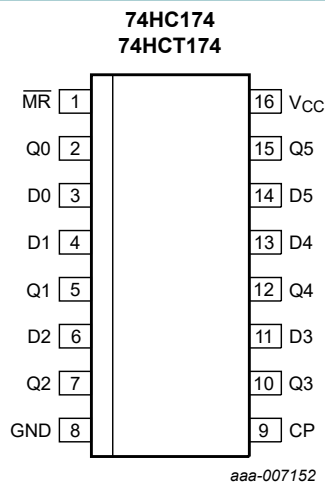 74HC174
74HCT174
MR 1 16 VCC
Q0 2 15 Q5
D0 3 14 D5
D1 4 13 D4
Q1 5 12 Q4
D2 6 11 D3
Q2 7 10 Q3
GND 8 9 CP
aaa-007152